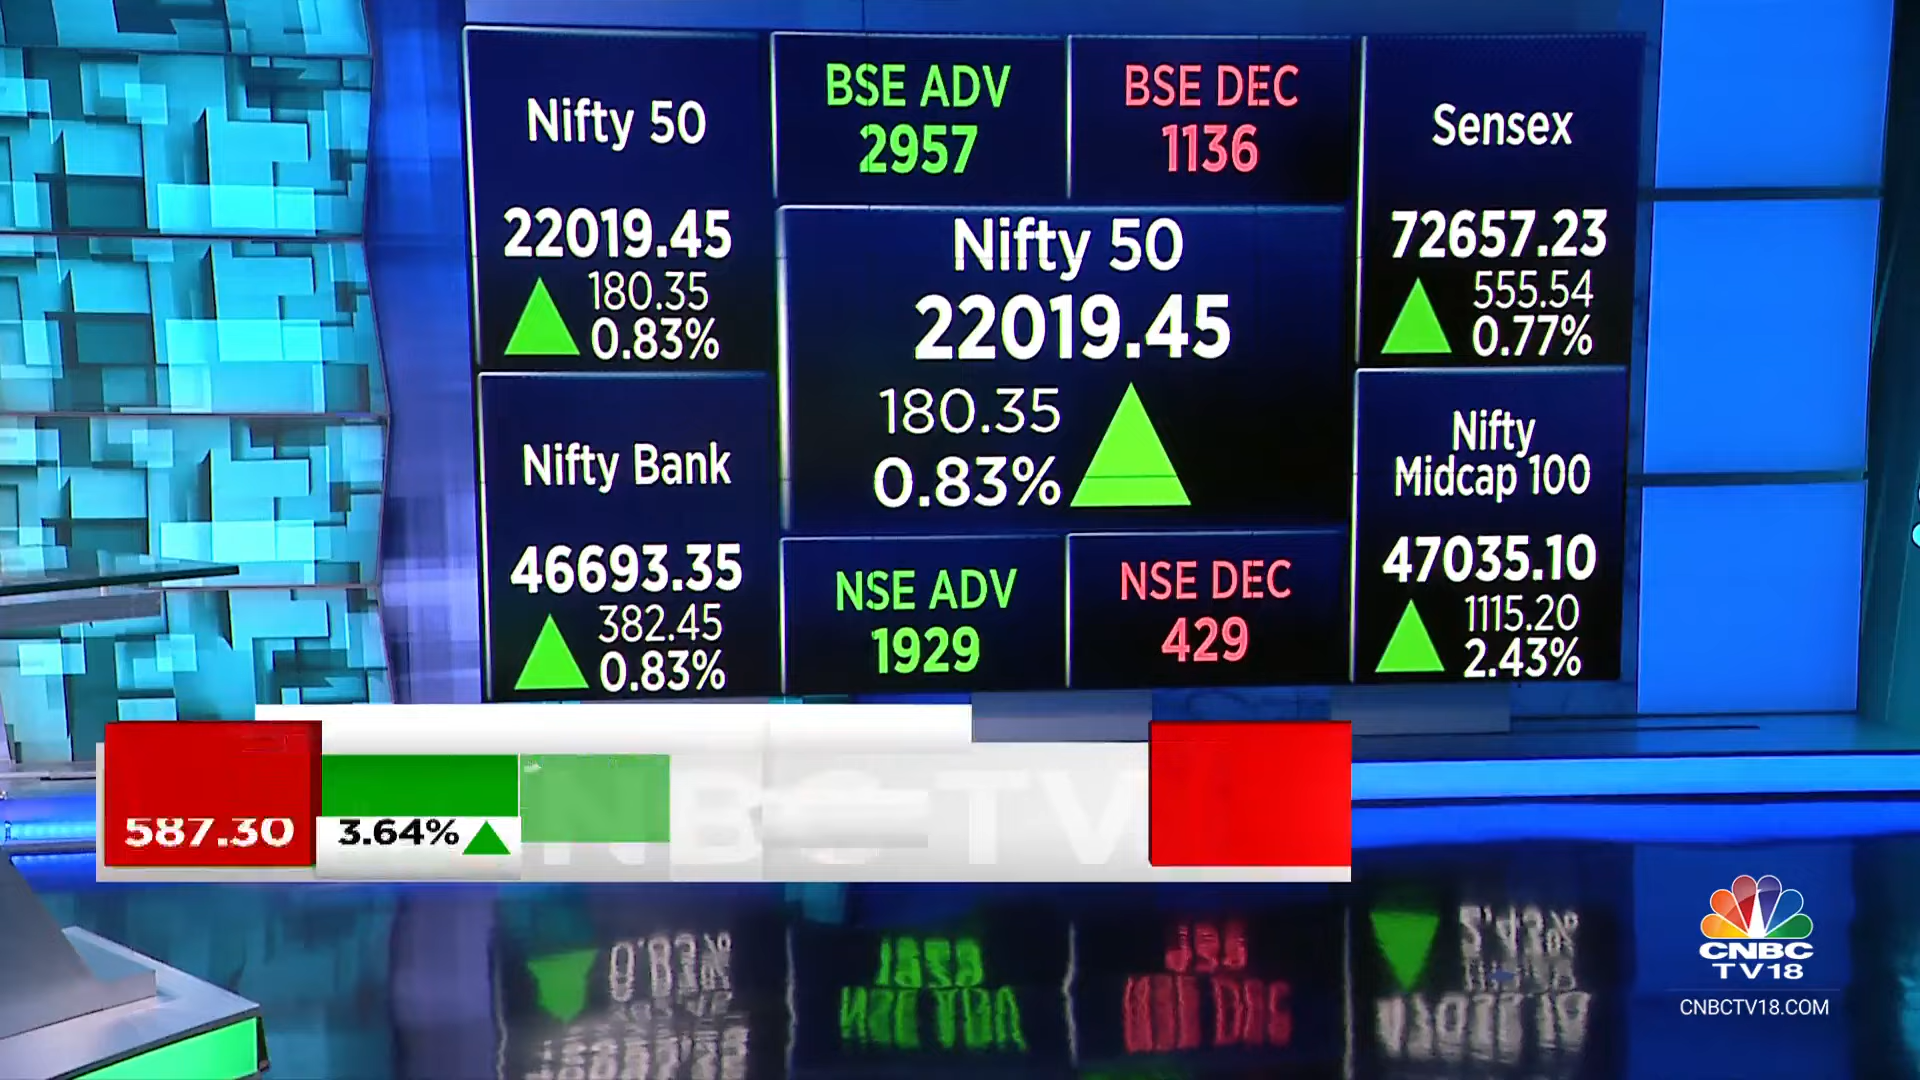 Nifty 50
22019.45
180.35
0.83%
BSE ADV
2957
BSE DEC
1136
Sensex
72657.23
555.54
0.77%
Nifty 50
22019.45
180.35
0.83%
Nifty Bank
46693.35
382.45
0.83%
NSE ADV
1929
NSE DEC
429
Nifty
Midcap 100
47035.10
1115.20
2.43%
587.30
3.64%
NBC TV
CNBC
TV18
CNBCTV18.COM